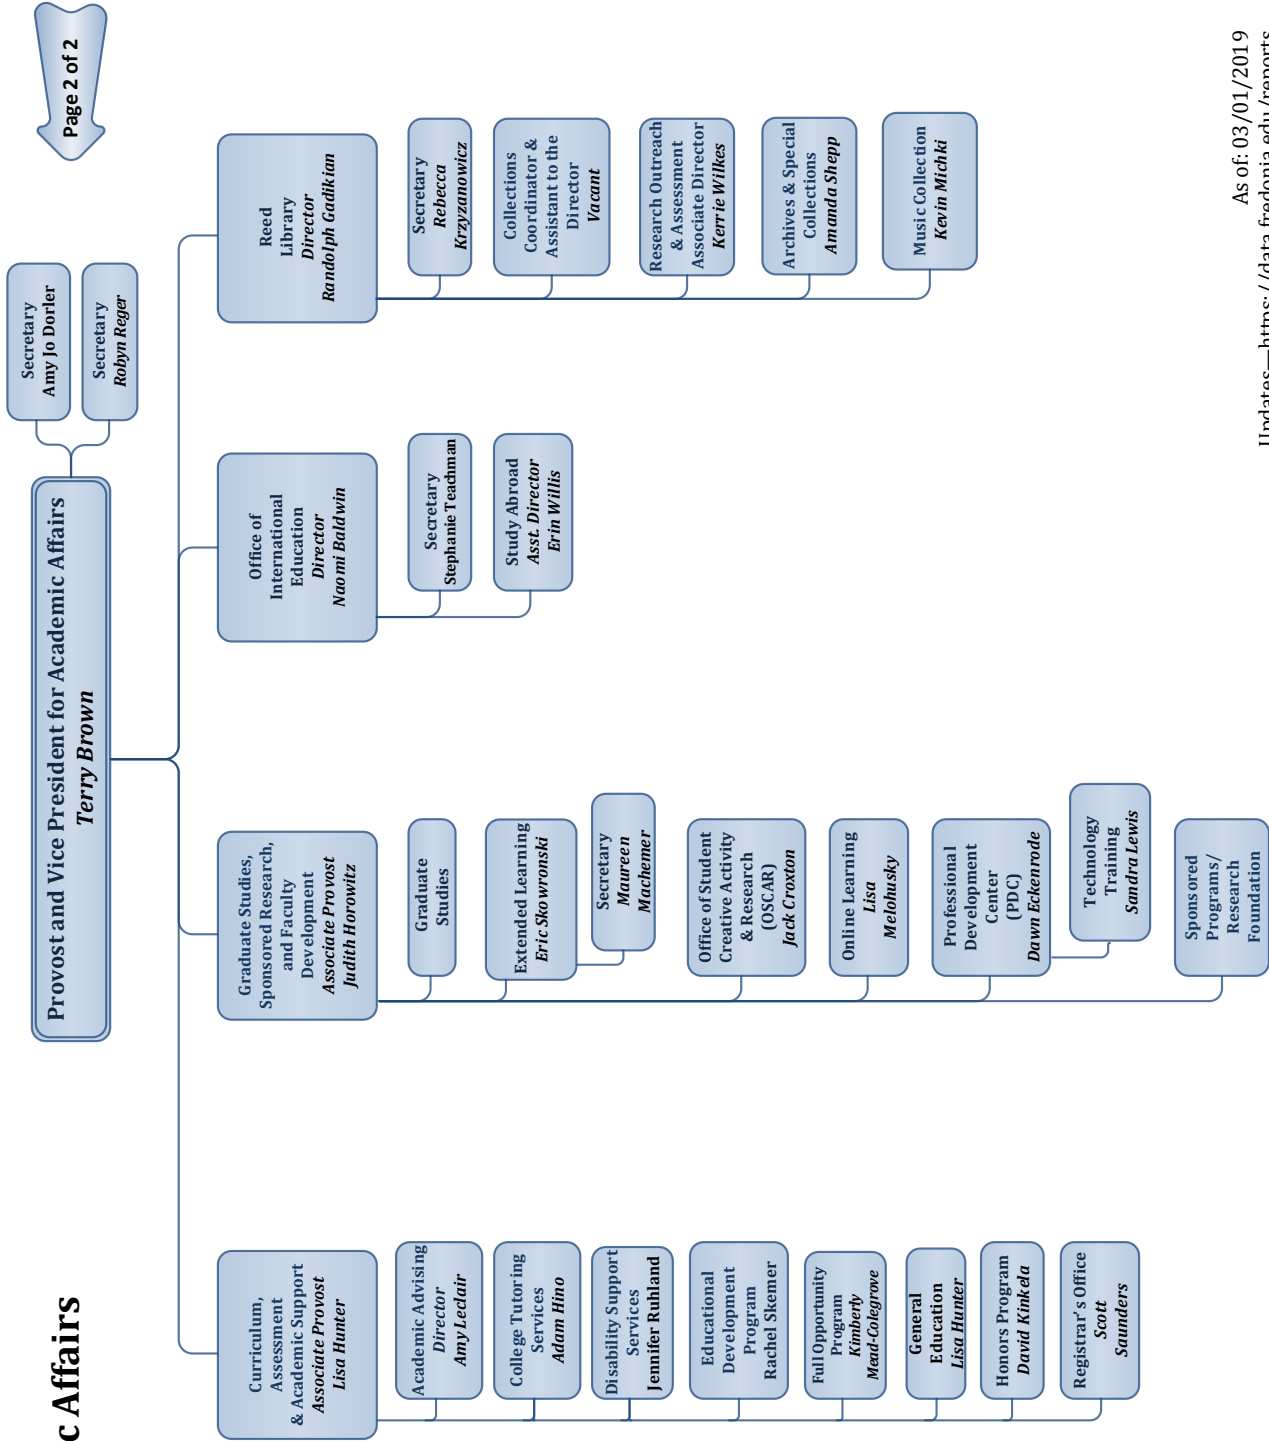 c Affairs
Page 2 of 2
Provost and Vice President for Academic Affairs
Terry Brown
Secretary
Amy Jo Dorler
Secretary
Robyn Reger
Curriculum,
Assessment
& Academic Support
Associate Provost
Lisa Hunter
Academic Advising
Director
Amy Leclair
College Tutoring
Services
Adam Hino
Disability Support
Services
Jennifer Ruhland
Educational
Development
Program
Rachel Skemer
Full Opportunity
Program
Kimberly
Mead-Colegrove
General
Education
Lisa Hunter
Honors Program
David Kinkela
Registrar's Office
Scott
Saunders
Graduate Studies,
Sponsored Research,
and Faculty
Development
Associate Provost
Judith Horowitz
Graduate
Studies
Extended Learning
Eric Skowronski
Secretary
Maureen
Machemer
Office of Student
Creative Activity
& Research
(OSCAR)
Jack Croxton
Online Learning
Lisa
Melohusky
Professional
Development
Center
(PDC)
Dawn Eckenrode
Technology
Training
Sandra Lewis
Sponsored
Programs/
Research
Foundation
Office of
International
Education
Director
Naomi Baldwin
Secretary
Stephanie Teachman
Study Abroad
Asst. Director
Erin Willis
Reed
Library
Director
Randolph Gadikian
Secretary
Rebecca
Krzyzanowicz
Collections
Coordinator &
Assistant to the
Director
Vacant
Research Outreach
& Assessment
Associate Director
Kerrie Wilkes
Archives & Special
Collections
Amanda Shepp
Music Collection
Kevin Michki
As of: 03/01/2019
Updates—https://data.fredonia.edu/reports